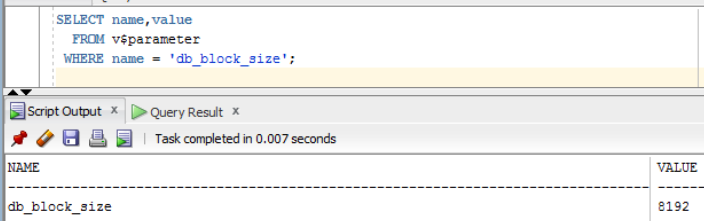 SELECT name,value
FROM v$parameter
WHERE name = 'db_block_size';
Script Output x Query Result x
Task completed in 0.007 seconds
NAME VALUE
db_block_size 8192